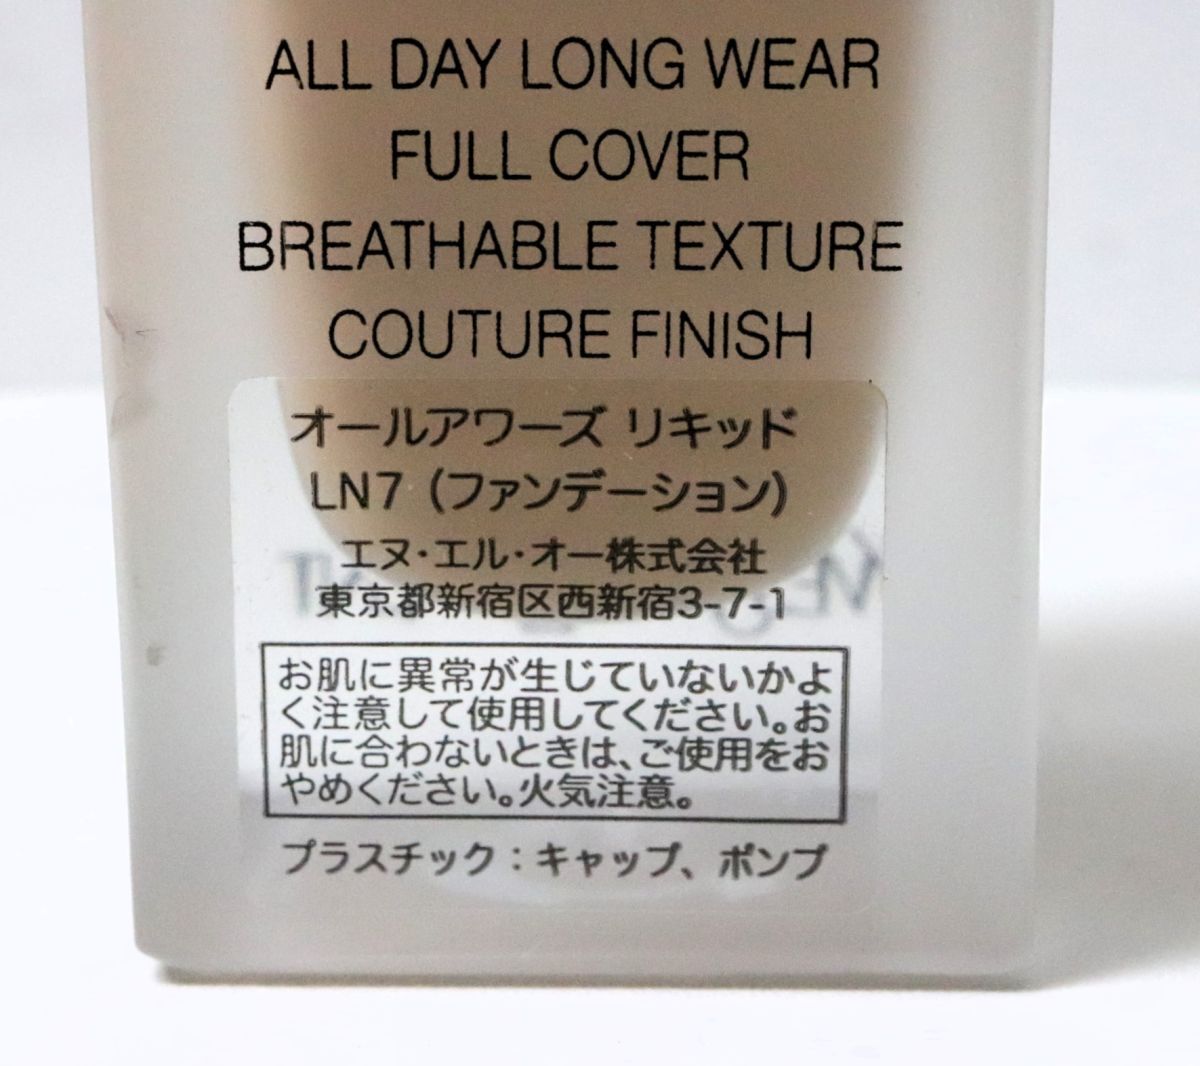 ALL DAY LONG WEAR
FULL COVER
BREATHABLE TEXTURE
COUTURE FINISH
オールアワーズ リキッド
LN7 (ファンデーション)
エヌ・エル・オー株式会社
東京都新宿区西新宿3-7-1
お肌に異常が生じていないかよ
く注意して使用してください。お
肌に合わないときは、ご使用をお
やめください。火気注意。
プラスチック：キャップ、ポンプ